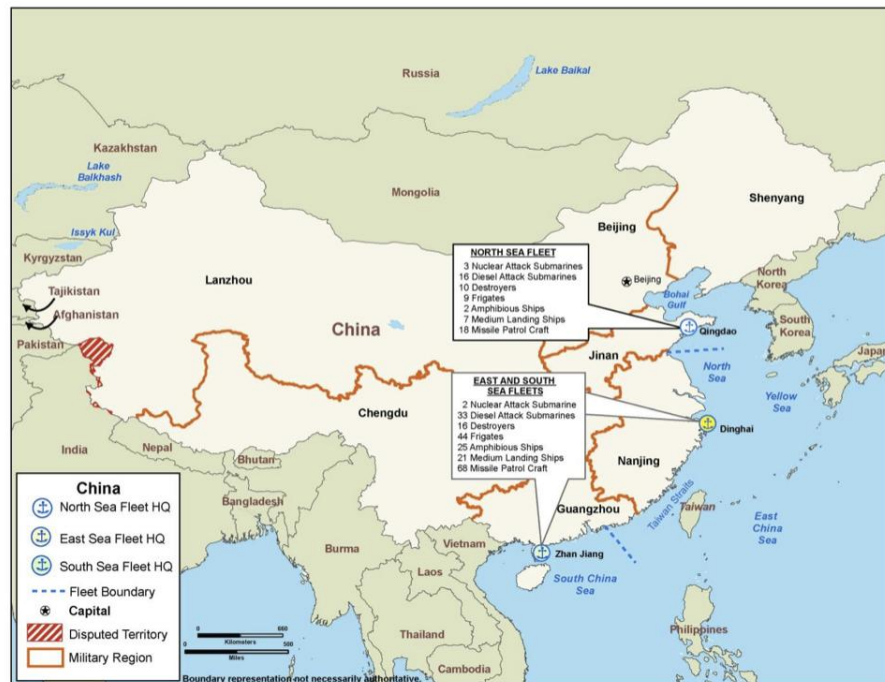 Russia
Lake Baikal
Kazakhstan
Lake
Balkhash
Mongolia
Issyk Kul
Kyrgyzstan
Tajikistan
Afghanistan
Pakistan
Lanzhou
China
Beijing
Shenyang
NORTH SEA FLEET
3 Nuclear Attack Submarines
16 Diesel Attack Submarines
10 Destroyers
9 Frigates
2 Amphibious Ships
7 Medium Landing Ships
18 Missile Patrol Craft
Beijing
Bohai
Gulf
North
Korea
South
Korea
Japan
Qingdao
Jinan
North
Sea
Yellow
Sea
EAST AND SOUTH
SEA FLEETS
2 Nuclear Attack Submarine
33 Diesel Attack Submarines
16 Destroyers
44 Frigates
25 Amphibious Ships
21 Medium Landing Ships
68 Missile Patrol Craft
Chengdu
Dinghai
Nanjing
India
Nepal
Bhutan
Bangladesh
Burma
Vietnam
Laos
Thailand
Cambodia
Guangzhou
Taiwan Straits
Taiwan
East
China
Sea
Zhan Jiang
South China
Sea
Philippines
China
North Sea Fleet HQ
East Sea Fleet HQ
South Sea Fleet HQ
Fleet Boundary
Capital
Disputed Territory
Military Region
0
Kilometers
0
Miles
500
Boundary representation not necessarily authoritative.